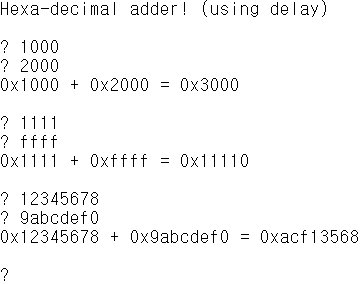 Hexa-decimal adder! (using delay)
? 1000
? 2000
0x1000 + 0x2000 = 0x3000
? 1111
? ffff
0x1111 + 0xffff = 0x11110
? 12345678
? 9abcdef0
0x12345678 + 0x9abcdef0 = 0xacf13568
?